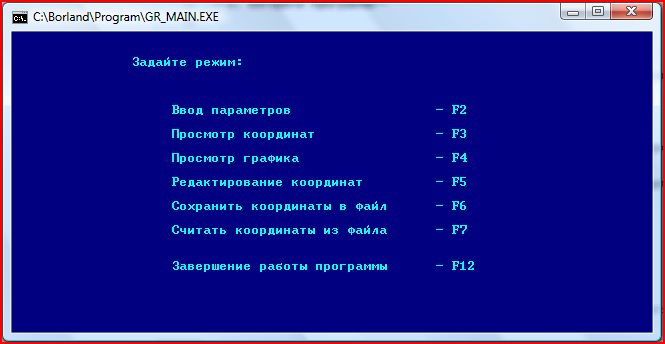 C:\Borland\Program\GR_MAIN.EXE
Задайте режим:
Ввод параметров - F2
Просмотр координат - F3
Просмотр графика - F4
Редактирование координат - F5
Сохранить координаты в файл - F6
Считать координаты из файла - F7
Завершение работы программы - F12